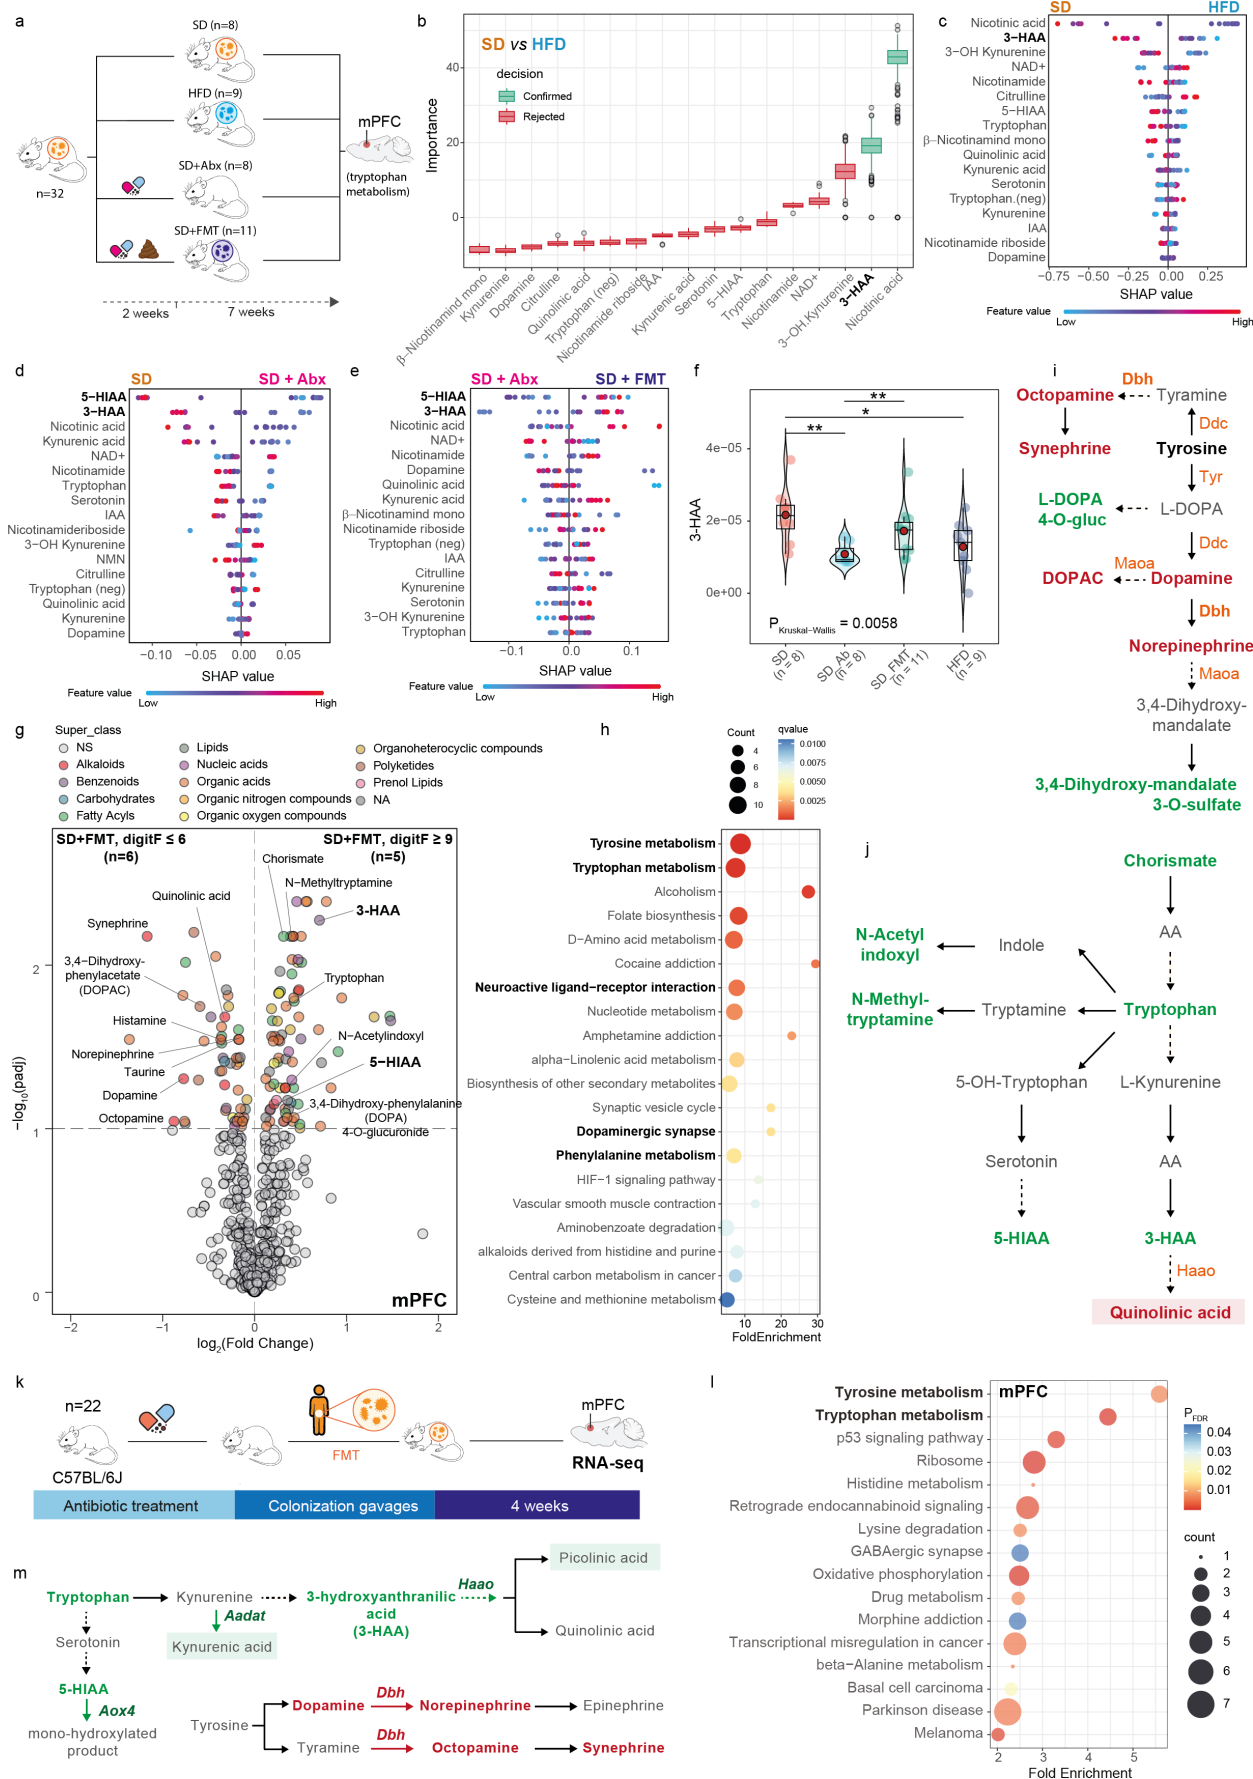 a
SD (n=8)
HFD (n=9)
SD+Abx (n=8)
SD+FMT (n=11)
n=32
mPFC
(tryptophan
metabolism)
2 weeks
7 weeks
b
SD vs HFD
decision
Confirmed
Rejected
Importance
40
20
0
β−Nicotinamind mono
Kynurenine
Dopamine
Citrulline
Quinolinic acid
Tryptophan (neg)
Nicotinamide riboside
IAA
Kynurenic acid
Serotonin
5−HIAA
Tryptophan
Nicotinamide
NAD+
3−OH.Kynurenine
3−HAA
Nicotinic acid
c
SD
HFD
Nicotinic acid
3−HAA
3−OH Kynurenine
NAD+
Nicotinamide
Citrulline
5−HIAA
Tryptophan
β−Nicotinamind mono
Quinolinic acid
Kynurenic acid
Serotonin
Tryptophan.(neg)
Kynurenine
IAA
Nicotinamide riboside
Dopamine
−0.75 −0.50 −0.25 0.00 0.25
SHAP value
Feature value
Low
High
d
SD
SD + Abx
5−HIAA
3−HAA
Nicotinic acid
Kynurenic acid
NAD+
Nicotinamide
Tryptophan
Serotonin
IAA
Nicotinamideriboside
3−OH Kynurenine
NMN
Citrulline
Tryptophan (neg)
Quinolinic acid
Kynurenine
Dopamine
−0.10 −0.05 0.00 0.05
SHAP value
Feature value
Low
High
e
SD + Abx
SD + FMT
5−HIAA
3−HAA
Nicotinic acid
NAD+
Nicotinamide
Dopamine
Quinolinic acid
Kynurenic acid
β−Nicotinamind mono
Nicotinamide riboside
Tryptophan (neg)
IAA
Citrulline
Kynurenine
Serotonin
3−OH Kynurenine
Tryptophan
−0.1 0.0 0.1
SHAP value
Feature value
Low
High
f
**
*
**
3−HAA
4e−05
2e−05
0e+00
P Kruskal−Wallis = 0.0058
SD
(n = 8)
SD_Ab
(n = 8)
SD_FMT
(n = 11)
HFD
(n = 9)
i
Dbh
Octopamine
Tyramine
Ddc
Synephrine
Tyrosine
Tyr
L-DOPA
4-O-gluc
L-DOPA
Ddc
Maoa
DOPAC
Dopamine
Dbh
Norepinephrine
Maoa
3,4-Dihydroxy-
mandalate
3,4-Dihydroxy-mandalate
3-O-sulfate
g
Super_class
NS
Alkaloids
Benzenoids
Carbohydrates
Fatty Acyls
Lipids
Nucleic acids
Organic acids
Organic nitrogen compounds
Organic oxygen compounds
Organoheterocyclic compounds
Polyketides
Prenol Lipids
NA
SD+FMT, digitF ≤ 6
(n=6)
SD+FMT, digitF ≥ 9
(n=5)
Chorismate
N−Methyltryptamine
Quinolinic acid
3−HAA
Synephrine
3,4−Dihydroxy-
phenylacetate
(DOPAC)
Tryptophan
Histamine
N−Acetylindoxyl
Norepinephrine
5−HIAA
Taurine
Dopamine
3,4-Dihydroxy-phenylalanine
(DOPA)
4-O-glucuronide
Octopamine
mPFC
−log10(padj)
2
1
0
−2 −1 0 1 2
log2(Fold Change)
h
Count
4
6
8
10
qvalue
0.0100
0.0075
0.0050
0.0025
Tyrosine metabolism
Tryptophan metabolism
Alcoholism
Folate biosynthesis
D−Amino acid metabolism
Cocaine addiction
Neuroactive ligand−receptor interaction
Nucleotide metabolism
Amphetamine addiction
alpha−Linolenic acid metabolism
Biosynthesis of other secondary metabolites
Synaptic vesicle cycle
Dopaminergic synapse
Phenylalanine metabolism
HIF−1 signaling pathway
Vascular smooth muscle contraction
Aminobenzoate degradation
alkaloids derived from histidine and purine
Central carbon metabolism in cancer
Cysteine and methionine metabolism
10 20 30
FoldEnrichment
j
Chorismate
N-Acetyl
indoxyl
Indole
AA
N-Methyl-
tryptamine
Tryptamine
Tryptophan
5-OH-Tryptophan
L-Kynurenine
Serotonin
AA
5-HIAA
3-HAA
Haao
Quinolinic acid
k
n=22
C57BL/6J
FMT
mPFC
RNA-seq
Antibiotic treatment
Colonization gavages
4 weeks
l
mPFC
Tyrosine metabolism
Tryptophan metabolism
p53 signaling pathway
Ribosome
Histidine metabolism
Retrograde endocannabinoid signaling
Lysine degradation
GABAergic synapse
Oxidative phosphorylation
Drug metabolism
Morphine addiction
Transcriptional misregulation in cancer
beta−Alanine metabolism
Basal cell carcinoma
Parkinson disease
Melanoma
2 3 4 5
Fold Enrichment
PFDR
0.04
0.03
0.02
0.01
count
1
2
3
4
5
6
7
m
Tryptophan
Kynurenine
3-hydroxyanthranilic
acid
(3-HAA)
Haao
Picolinic acid
Quinolinic acid
Aadat
Kynurenic acid
Serotonin
5-HIAA
Aox4
mono-hydroxylated
product
Tyrosine
Dopamine
Dbh
Norepinephrine
Epinephrine
Tyramine
Dbh
Octopamine
Synephrine